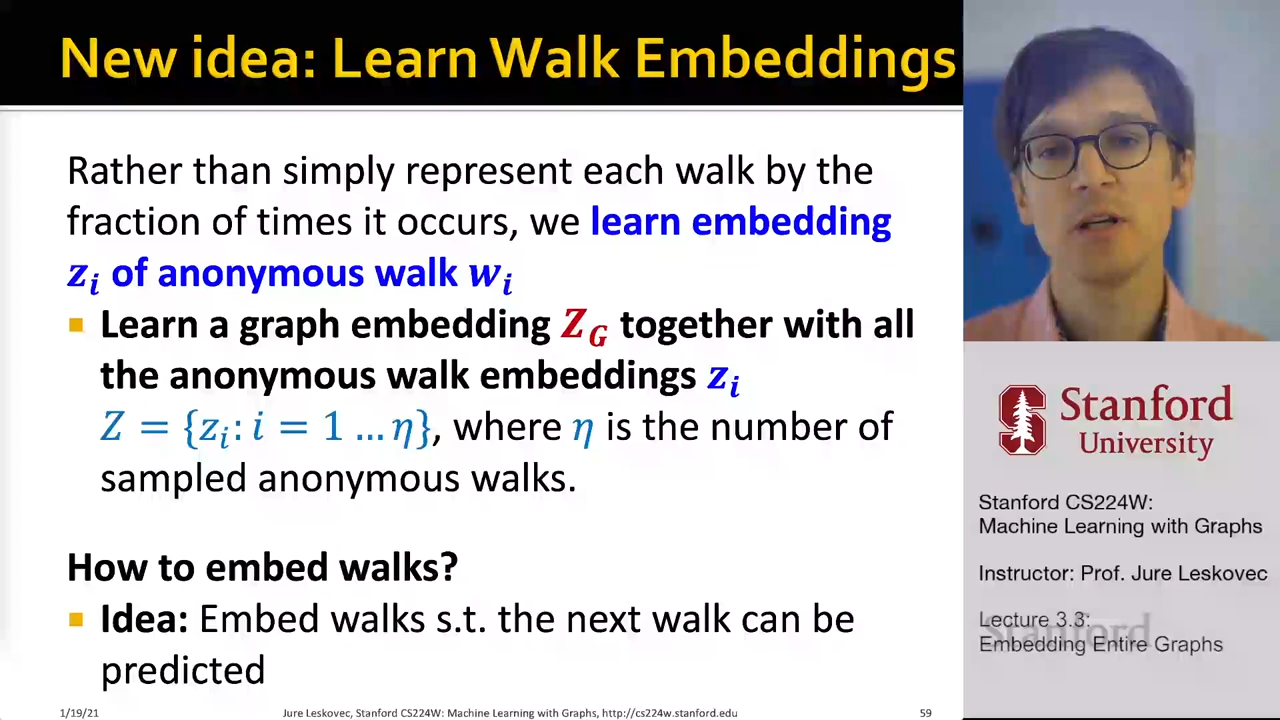 New idea: Learn Walk Embeddings
Rather than simply represent each walk by the
fraction of times it occurs, we learn embedding
𝒛ᵢ of anonymous walk 𝒘ᵢ
Learn a graph embedding 𝒁_G together with all
the anonymous walk embeddings 𝒛ᵢ
Z = {zᵢ: i = 1 … η}, where η is the number of
sampled anonymous walks.
How to embed walks?
Idea: Embed walks s.t. the next walk can be
predicted
1/19/21
Jure Leskovec, Stanford CS224W: Machine Learning with Graphs, http://cs224w.stanford.edu
59
Stanford
University
Stanford CS224W:
Machine Learning with Graphs
Instructor: Prof. Jure Leskovec
Lecture 3.3:
Stanford
Embedding Entire Graphs